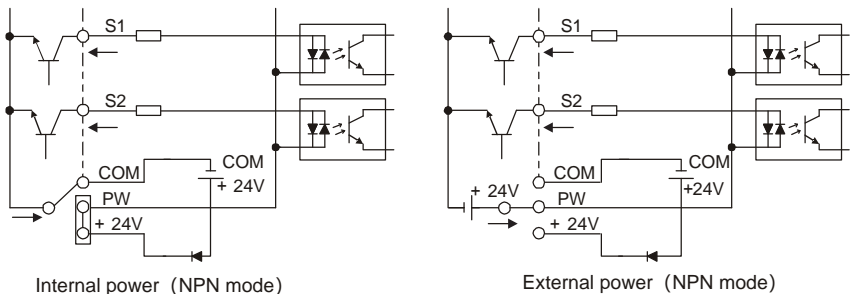 S1
S2
COM
COM
+ 24V
PW
+ 24V
Internal power（NPN mode）
S1
S2
COM
COM
+24V
+ 24V
PW
+ 24V
External power（NPN mode）